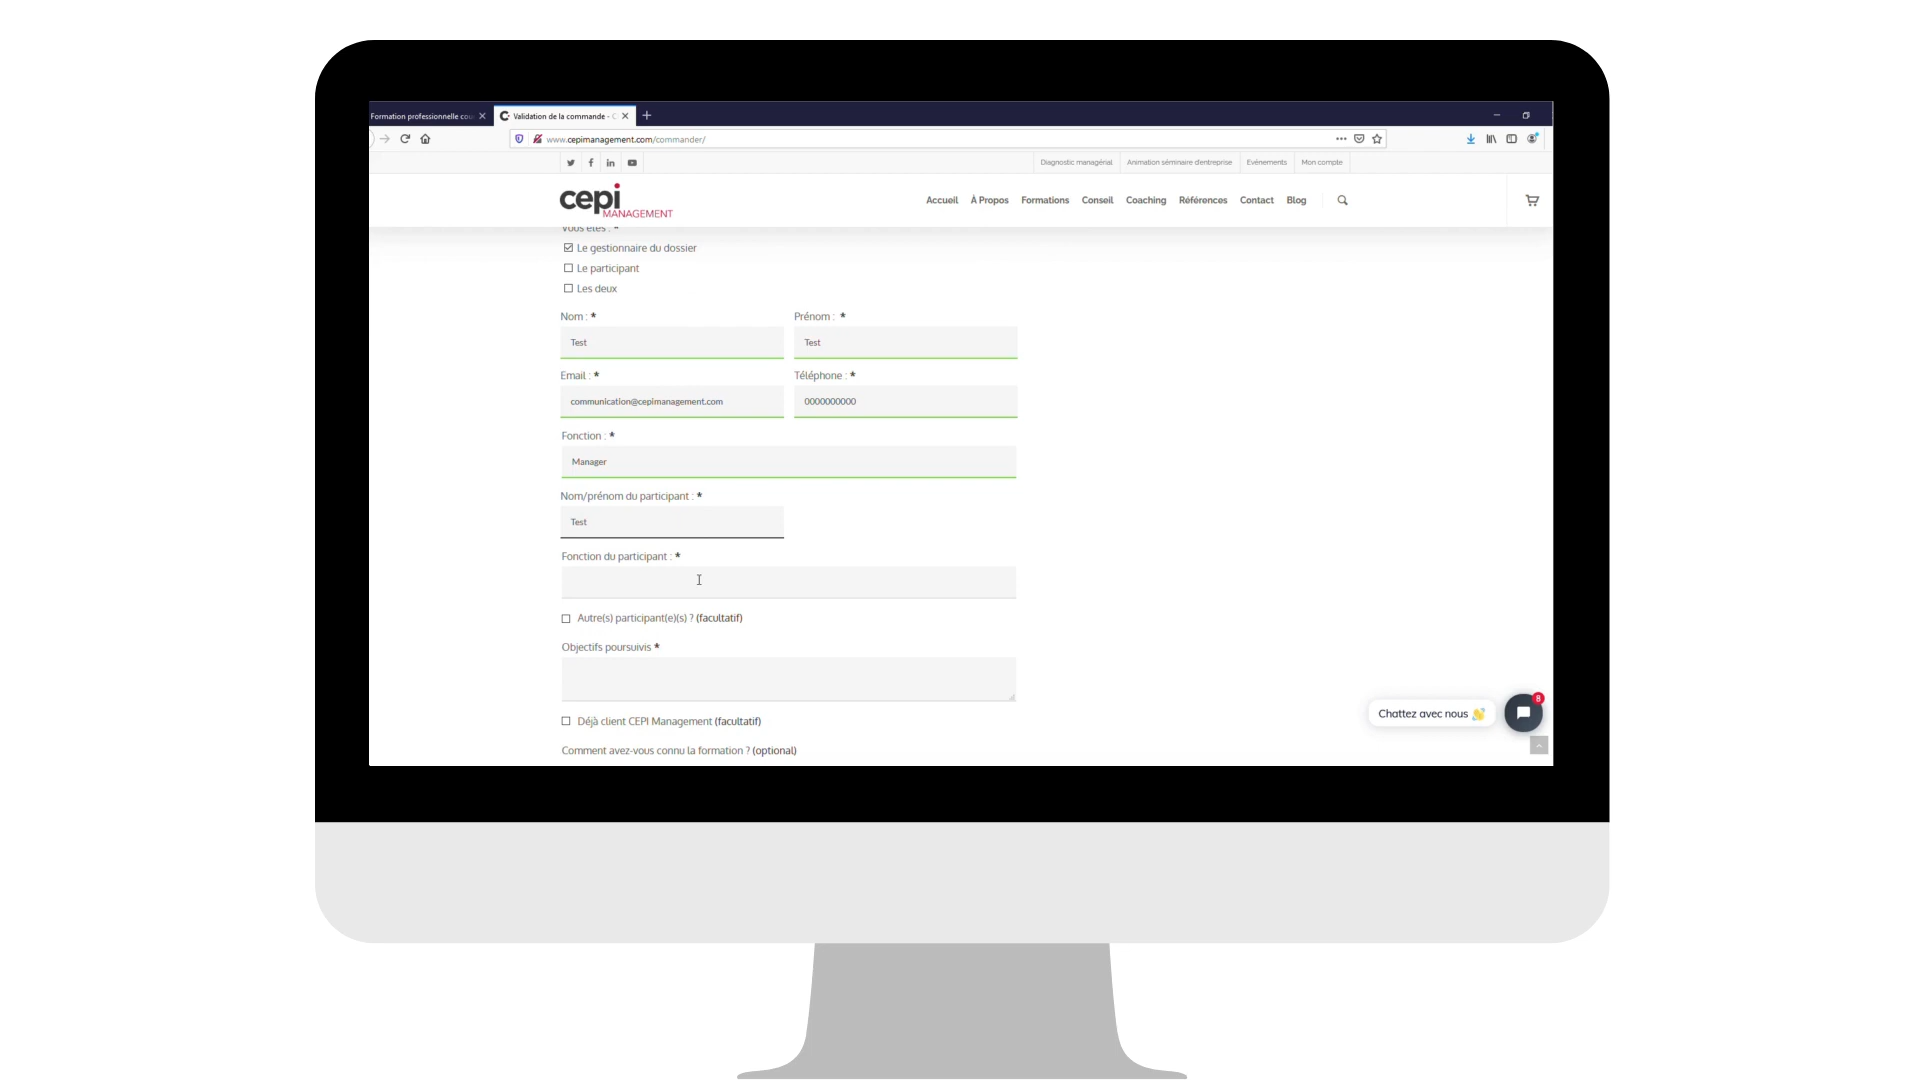 Formation professionnelle cou
Validation de la commande - C
www.cepimanagement.com/commander/
Diagnostic managérial
Animation séminaire d'entreprise
Evénements
Mon compte
cepi
MANAGEMENT
Accueil
À Propos
Formations
Conseil
Coaching
Références
Contact
Blog
Vous êtes : *
Le gestionnaire du dossier
Le participant
Les deux
Nom : * Prénom : *
Test Test
Email : * Téléphone : *
communication@cepimanagement.com 0000000000
Fonction : *
Manager
Nom/prénom du participant : *
Test
Fonction du participant : *
Autre(s) participant(e)(s) ? (facultatif)
Objectifs poursuivis *
Déjà client CEPI Management (facultatif)
Comment avez-vous connu la formation ? (optional)
Chattez avec nous 👋
8